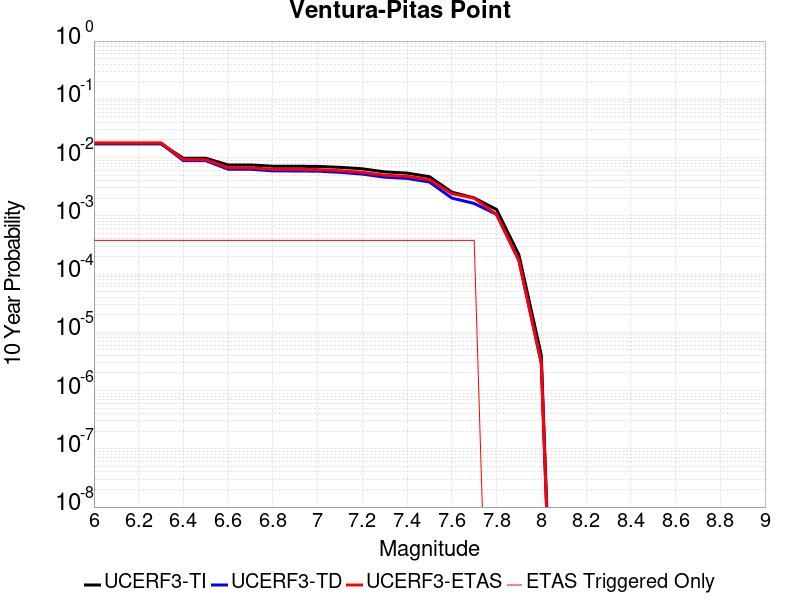 Ventura-Pitas Point
10^0
10^-1
10^-2
10^-3
10^-4
10^-5
10^-6
10^-7
10^-8
10 Year Probability
6 6.2 6.4 6.6 6.8 7 7.2 7.4 7.6 7.8 8 8.2 8.4 8.6 8.8 9
Magnitude
UCERF3-TI UCERF3-TD UCERF3-ETAS ETAS Triggered Only